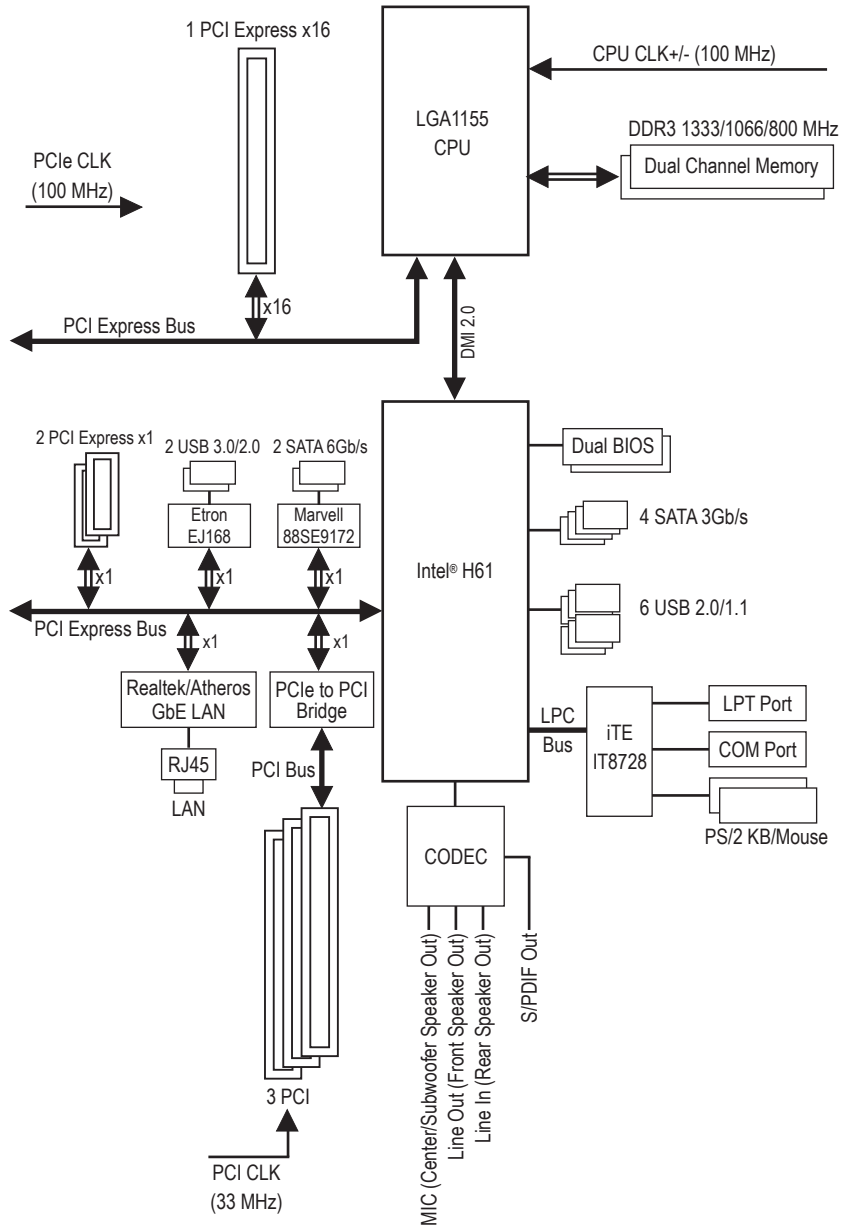 1 PCI Express x16
CPU CLK+/- (100 MHz)
LGA1155
CPU
DDR3 1333/1066/800 MHz
Dual Channel Memory
PCIe CLK
(100 MHz)
x16
PCI Express Bus
DMI 2.0
2 PCI Express x1
2 USB 3.0/2.0
2 SATA 6Gb/s
Dual BIOS
Etron
EJ168
Marvell
88SE9172
4 SATA 3Gb/s
Intel® H61
x1
x1
x1
6 USB 2.0/1.1
PCI Express Bus
x1
x1
Realtek/Atheros
GbE LAN
PCIe to PCI
Bridge
LPC
Bus
iTE
IT8728
LPT Port
COM Port
RJ45
LAN
PCI Bus
PS/2 KB/Mouse
CODEC
MIC (Center/Subwoofer Speaker Out)
Line Out (Front Speaker Out)
Line In (Rear Speaker Out)
S/PDIF Out
3 PCI
PCI CLK
(33 MHz)